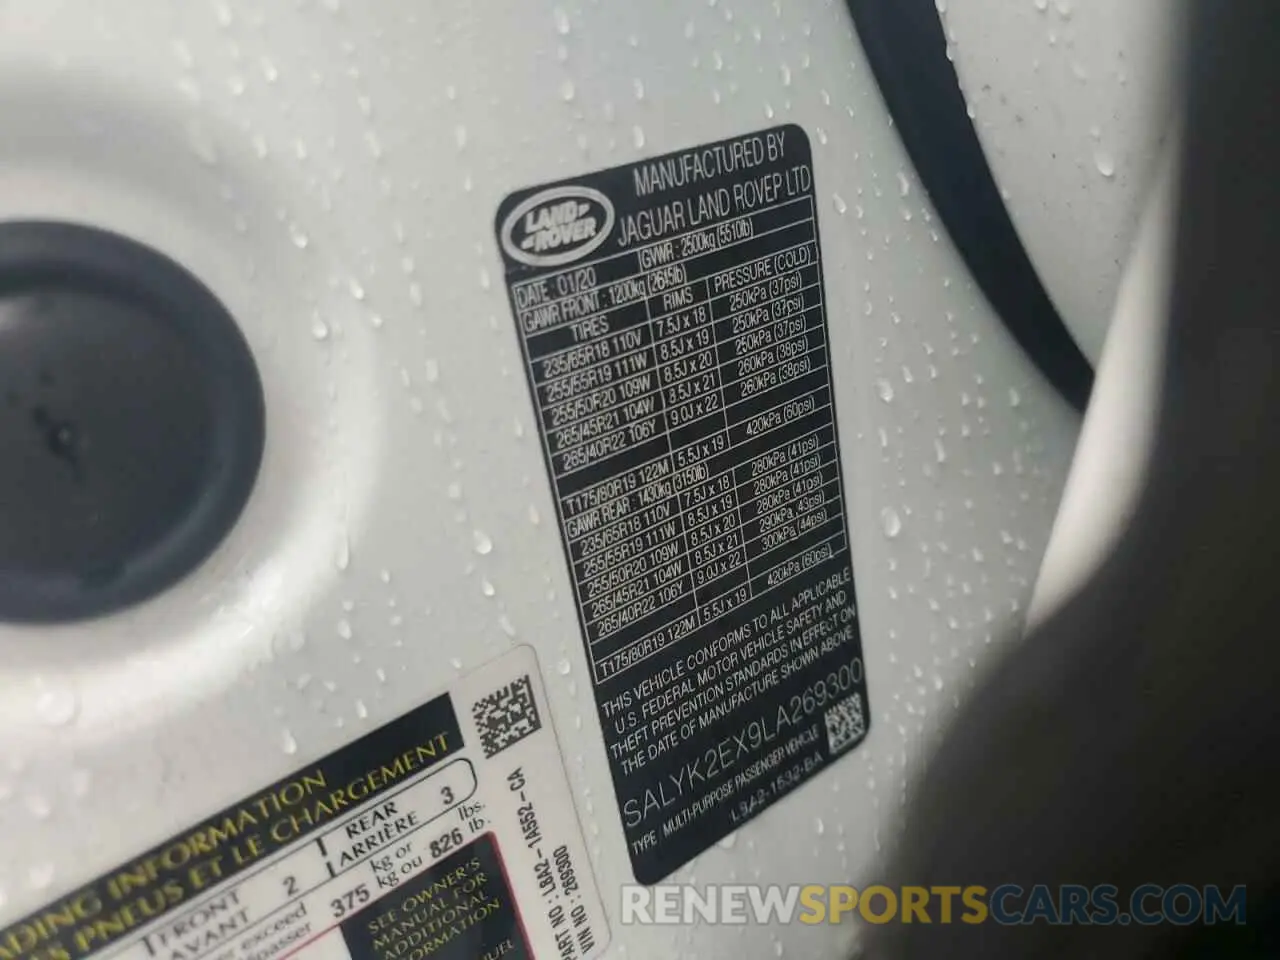 LAND ROVER
MANUFACTURED BY
JAGUAR LAND ROVER LTD
DATE : 01/20 GVWR : 2500kg (5510lb)
GAWR FRONT : 1200kg (2645lb)
TIRES RIMS PRESSURE (COLD)
235/65R18 110V 7.5J x 18 250kPa (37psi)
255/55R19 111W 8.5J x 19 250kPa (37psi)
255/50R20 109W 8.5J x 20 250kPa (37psi)
265/45R21 104W 8.5J x 21 260kPa (38psi)
265/40R22 106Y 9.0J x 22 260kPa (38psi)
T175/80R19 122M 5.5J x 19 420kPa (60psi)
GAWR REAR : 1430kg (3150lb)
235/65R18 110V 7.5J x 18 280kPa (41psi)
255/55R19 111W 8.5J x 19 280kPa (41psi)
255/50R20 109W 8.5J x 20 280kPa (41psi)
265/45R21 104W 8.5J x 21 290kPa (43psi)
265/40R22 106Y 9.0J x 22 300kPa (44psi)
T175/80R19 122M 5.5J x 19 420kPa (60psi)
THIS VEHICLE CONFORMS TO ALL APPLICABLE
U.S. FEDERAL MOTOR VEHICLE SAFETY AND
THEFT PREVENTION STANDARDS IN EFFECT ON
THE DATE OF MANUFACTURE SHOWN ABOVE
SALYK2EX9LA269300
TYPE : MULTI-PURPOSE PASSENGER VEHICLE
INFORMATION
PNEUS ET LE CHARGEMENT
FRONT 2 REAR 3
AVANT ARRIÈRE
exceed 375 kg or 826 lbs.
kg ou lb.
SEE OWNER'S
MANUAL FOR
ADDITIONAL
INFORMATION
PART NO : L8A2-1A552-CA
VIN NO : 269300
RENEWSPORTSCARS.COM